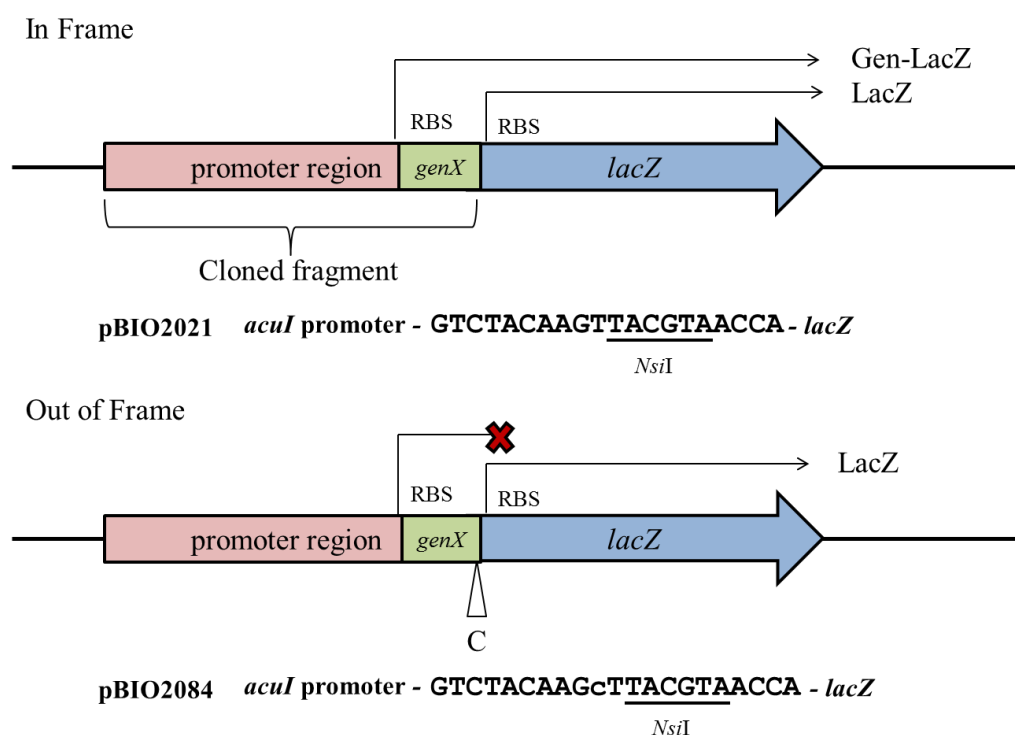 In Frame
Gen-LacZ
LacZ
RBS
RBS
promoter region genX lacZ
Cloned fragment
pBIO2021 acuI promoter - GTCTACAAGTTACGTAACCA - lacZ
NsiI
Out of Frame
LacZ
RBS
RBS
promoter region genX lacZ
C
pBIO2084 acuI promoter - GTCTACAAGcTTACGTAACCA - lacZ
NsiI